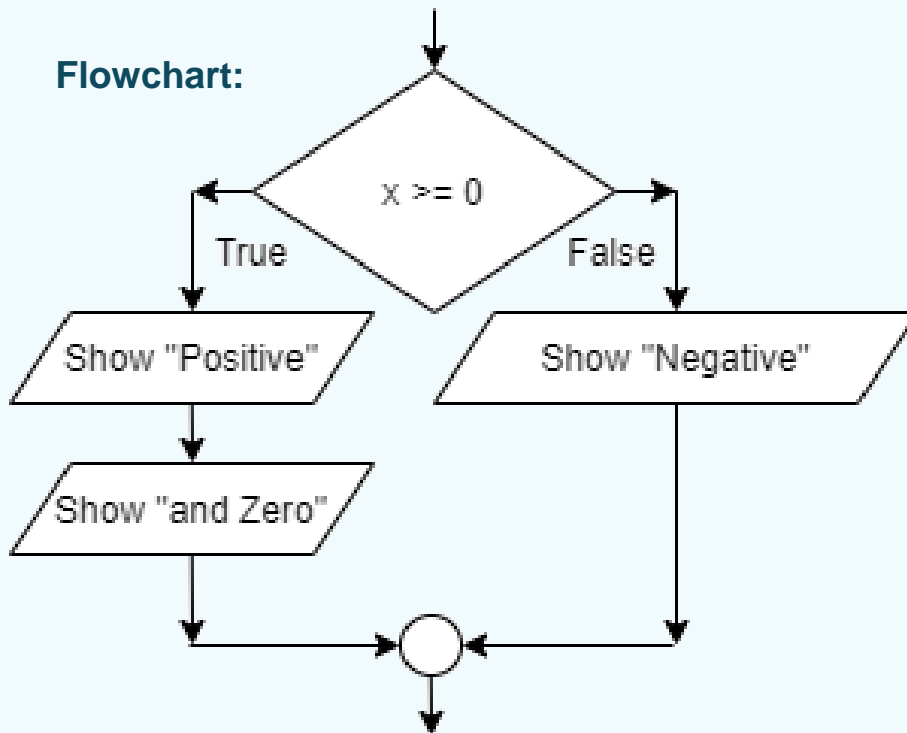 Flowchart:
x >= 0
True
False
Show "Positive"
Show "Negative"
Show "and Zero"